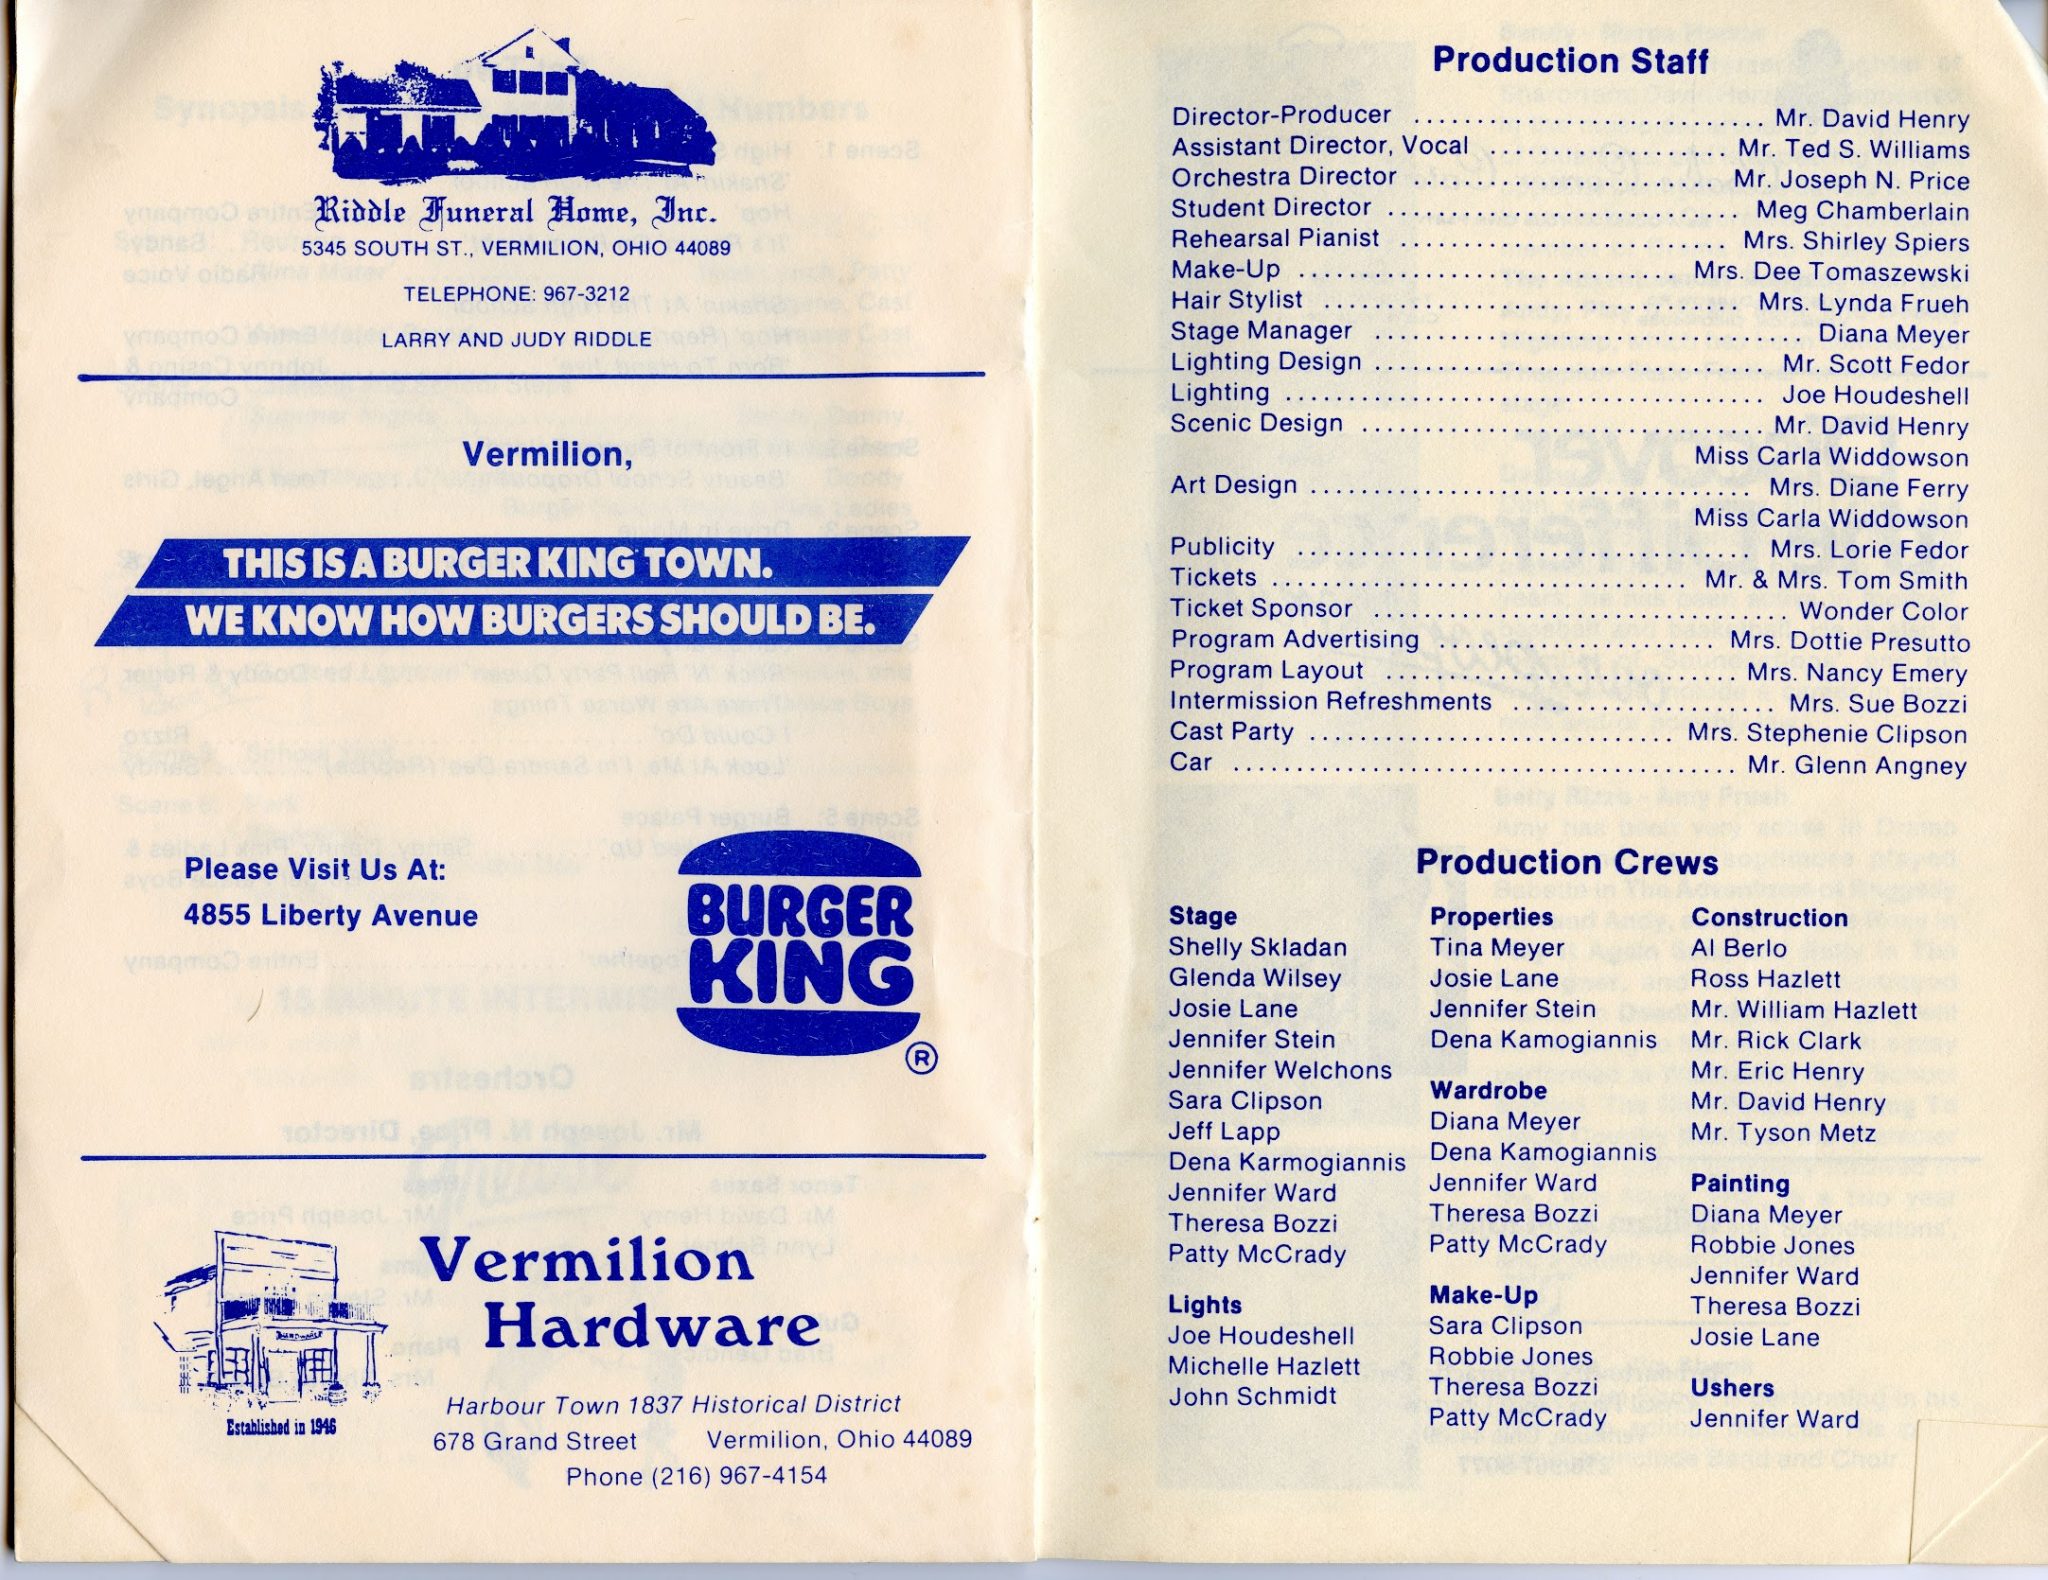 Riddle Funeral Home, Inc.
5345 SOUTH ST., VERMILION, OHIO 44089
TELEPHONE: 967-3212
LARRY AND JUDY RIDDLE
Vermilion,
THIS IS A BURGER KING TOWN.
WE KNOW HOW BURGERS SHOULD BE.
Please Visit Us At:
4855 Liberty Avenue
BURGER
KING
®
Vermilion
Hardware
HARDWARE
Established in 1946
Harbour Town 1837 Historical District
678 Grand Street Vermilion, Ohio 44089
Phone (216) 967-4154
Production Staff
Director-Producer .......................... Mr. David Henry
Assistant Director, Vocal .................. Mr. Ted S. Williams
Orchestra Director ........................ Mr. Joseph N. Price
Student Director .......................... Meg Chamberlain
Rehearsal Pianist ........................ Mrs. Shirley Spiers
Make-Up ............................. Mrs. Dee Tomaszewski
Hair Stylist ............................... Mrs. Lynda Frueh
Stage Manager .................................. Diana Meyer
Lighting Design ........................... Mr. Scott Fedor
Lighting ..................................... Joe Houdeshell
Scenic Design .............................. Mr. David Henry
Miss Carla Widdowson
Art Design ................................ Mrs. Diane Ferry
Miss Carla Widdowson
Publicity .................................. Mrs. Lorie Fedor
Tickets ............................... Mr. & Mrs. Tom Smith
Ticket Sponsor ............................... Wonder Color
Program Advertising ..................... Mrs. Dottie Presutto
Program Layout .......................... Mrs. Nancy Emery
Intermission Refreshments ................... Mrs. Sue Bozzi
Cast Party ........................... Mrs. Stephenie Clipson
Car ..................................... Mr. Glenn Angney
Production Crews
Stage
Shelly Skladan
Glenda Wilsey
Josie Lane
Jennifer Stein
Jennifer Welchons
Sara Clipson
Jeff Lapp
Dena Karmogiannis
Jennifer Ward
Theresa Bozzi
Patty McCrady
Lights
Joe Houdeshell
Michelle Hazlett
John Schmidt
Properties
Tina Meyer
Josie Lane
Jennifer Stein
Dena Kamogiannis
Wardrobe
Diana Meyer
Dena Kamogiannis
Jennifer Ward
Theresa Bozzi
Patty McCrady
Make-Up
Sara Clipson
Robbie Jones
Theresa Bozzi
Patty McCrady
Construction
Al Berlo
Ross Hazlett
Mr. William Hazlett
Mr. Rick Clark
Mr. Eric Henry
Mr. David Henry
Mr. Tyson Metz
Painting
Diana Meyer
Robbie Jones
Jennifer Ward
Theresa Bozzi
Josie Lane
Ushers
Jennifer Ward